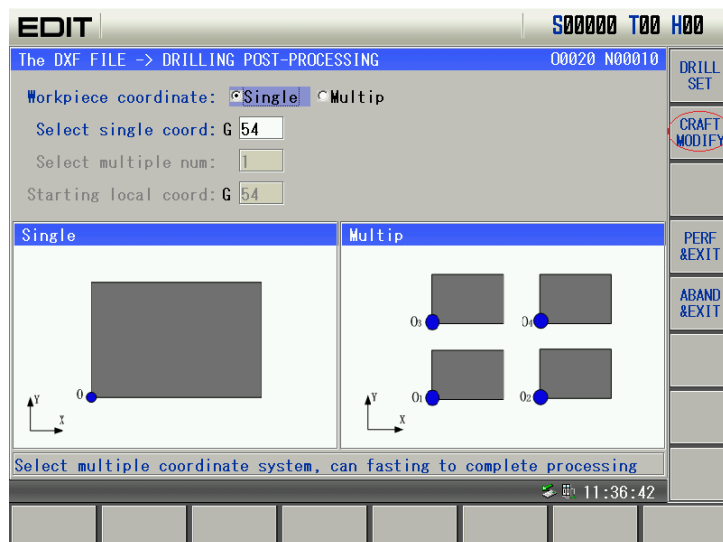 EDIT S00000 T00 H00
The DXF FILE -> DRILLING POST-PROCESSING O0020 N00010
Workpiece coordinate: Single Multip
Select single coord: G 54
Select multiple num: 1
Starting local coord: G 54
Single
Multip
Y
X
O
Y
X
O3
O4
O1
O2
Select multiple coordinate system, can fasting to complete processing
11:36:42
DRILL
SET
CRAFT
MODIFY
PERF
&EXIT
ABAND
&EXIT